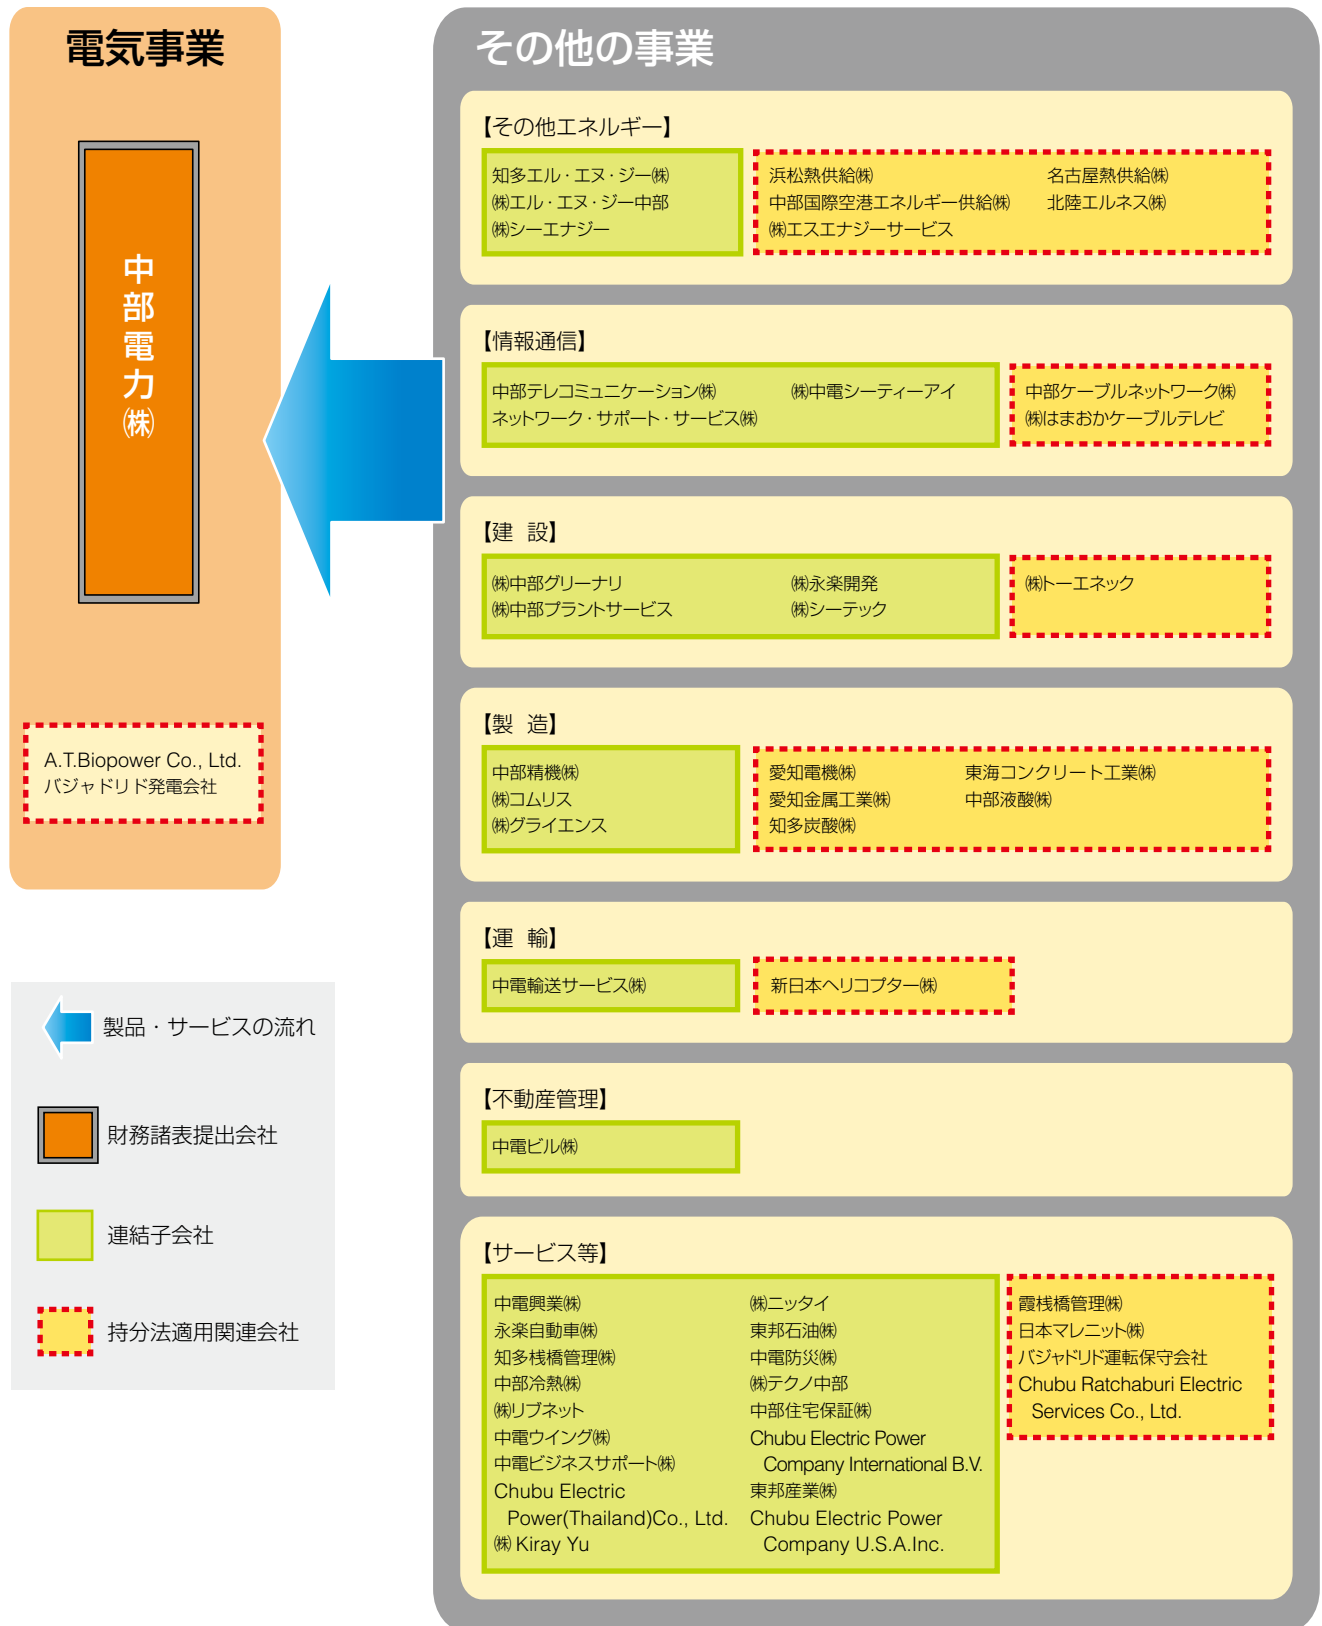 電気事業
中部電力㈱
A.T.Biopower Co., Ltd.
バジャドリド発電会社
製品・サービスの流れ
財務諸表提出会社
連結子会社
持分法適用関連会社
その他の事業
【その他エネルギー】
知多エル・エヌ・ジー㈱
㈱エル・エヌ・ジー中部
㈱シーエナジー
浜松熱供給㈱ 名古屋熱供給㈱
中部国際空港エネルギー供給㈱ 北陸エルネス㈱
㈱エスエナジーサービス
【情報通信】
中部テレコミュニケーション㈱ ㈱中電シーティーアイ
ネットワーク・サポート・サービス㈱
中部ケーブルネットワーク㈱
㈱はまおかケーブルテレビ
【建 設】
㈱中部グリーナリ ㈱永楽開発
㈱中部プラントサービス ㈱シーテック
㈱トーエネック
【製 造】
中部精機㈱
㈱コムリス
㈱グライエンス
愛知電機㈱ 東海コンクリート工業㈱
愛知金属工業㈱ 中部液酸㈱
知多炭酸㈱
【運 輸】
中電輸送サービス㈱
新日本ヘリコプター㈱
【不動産管理】
中電ビル㈱
【サービス等】
中電興業㈱
永楽自動車㈱
知多桟橋管理㈱
中部冷熱㈱
㈱リブネット
中電ウイング㈱
中電ビジネスサポート㈱
Chubu Electric
Power(Thailand)Co., Ltd.
㈱ Kiray Yu
㈱ニッタイ
東邦石油㈱
中電防災㈱
㈱テクノ中部
中部住宅保証㈱
Chubu Electric Power
Company International B.V.
東邦産業㈱
Chubu Electric Power
Company U.S.A.Inc.
霞桟橋管理㈱
日本マレニット㈱
バジャドリド運転保守会社
Chubu Ratchaburi Electric
Services Co., Ltd.